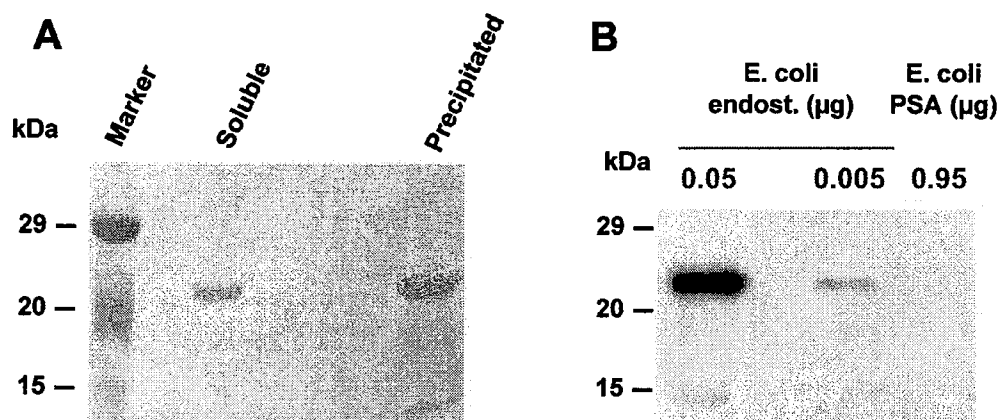 A
kDa
Marker
Soluble
Precipitated
29
20
15
B
E. coli
endost. (µg)
E. coli
PSA (µg)
kDa
0.05 0.005 0.95
29
20
15